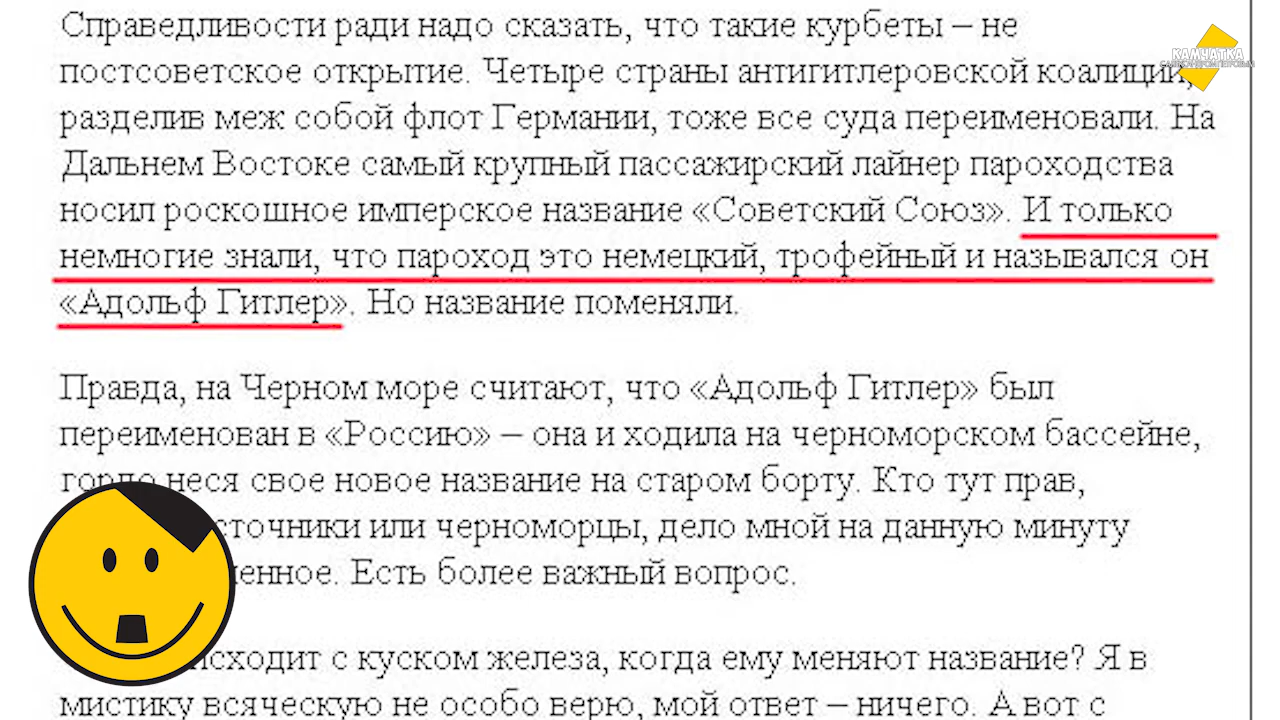 Справедливости ради надо сказать, что такие курбеты – не
постсоветское открытие. Четыре страны антигитлеровской коалиции,
разделив меж собой флот Германии, тоже все суда переименовали. На
Дальнем Востоке самый крупный пассажирский лайнер пароходства
носил роскошное имперское название «Советский Союз». И только
немногие знали, что пароход это немецкий, трофейный и назывался он
«Адольф Гитлер». Но название поменяли.
Правда, на Черном море считают, что «Адольф Гитлер» был
переименован в «Россию» – она и ходила на черноморском бассейне,
гордо неся свое новое название на старом борту. Кто тут прав,
или черноморцы, дело мной на данную минуту
Есть более важный вопрос.
с куском железа, когда ему меняют название? Я в
мистику всяческую не особо верю, мой ответ – ничего. А вот с
КАМЧАТКА